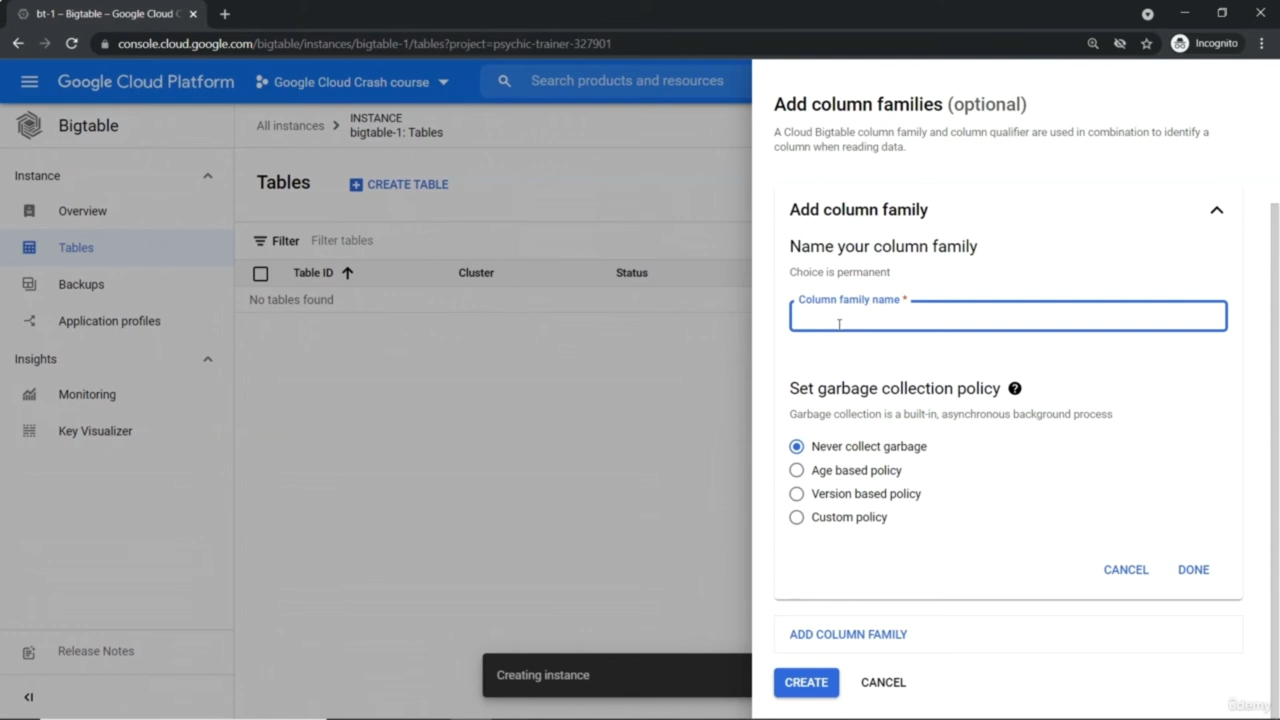 bt-1 – Bigtable – Google Cloud
console.cloud.google.com/bigtable/instances/bigtable-1/tables?project=psychic-trainer-327901
Incognito
Google Cloud Platform
Google Cloud Crash course
Search products and resources
Bigtable
All instances
INSTANCE
bigtable-1: Tables
Instance
Overview
Tables
Backups
Application profiles
Insights
Monitoring
Key Visualizer
Release Notes
Tables
CREATE TABLE
Filter
Filter tables
Table ID
Cluster
Status
No tables found
Creating instance
Add column families (optional)
A Cloud Bigtable column family and column qualifier are used in combination to identify a
column when reading data.
Add column family
Name your column family
Choice is permanent
Column family name *
Set garbage collection policy
Garbage collection is a built-in, asynchronous background process
Never collect garbage
Age based policy
Version based policy
Custom policy
CANCEL
DONE
ADD COLUMN FAMILY
CREATE
CANCEL
ûdemy